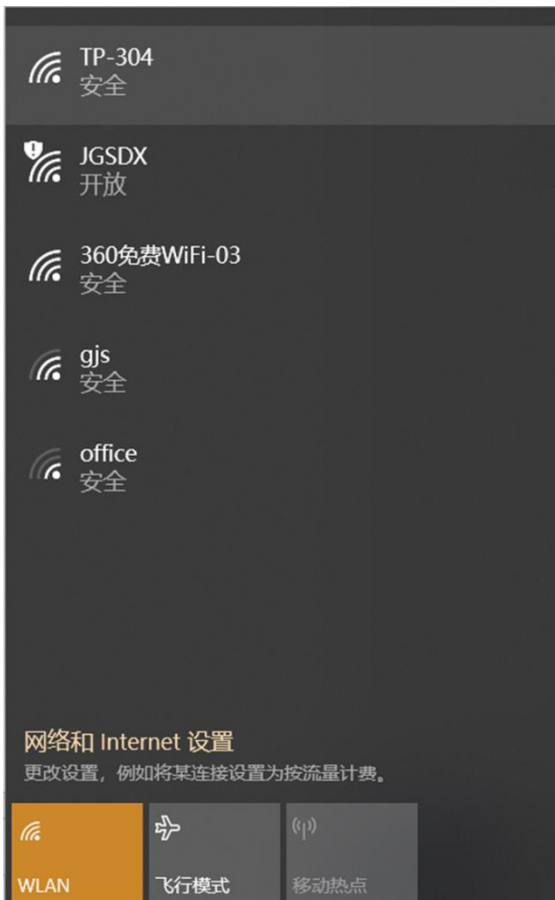 TP-304
安全
JGSDX
开放
360免费WiFi-03
安全
gjs
安全
office
安全
网络和 Internet 设置
更改设置，例如将某连接设置为按流量计费。
WLAN
飞行模式
移动热点